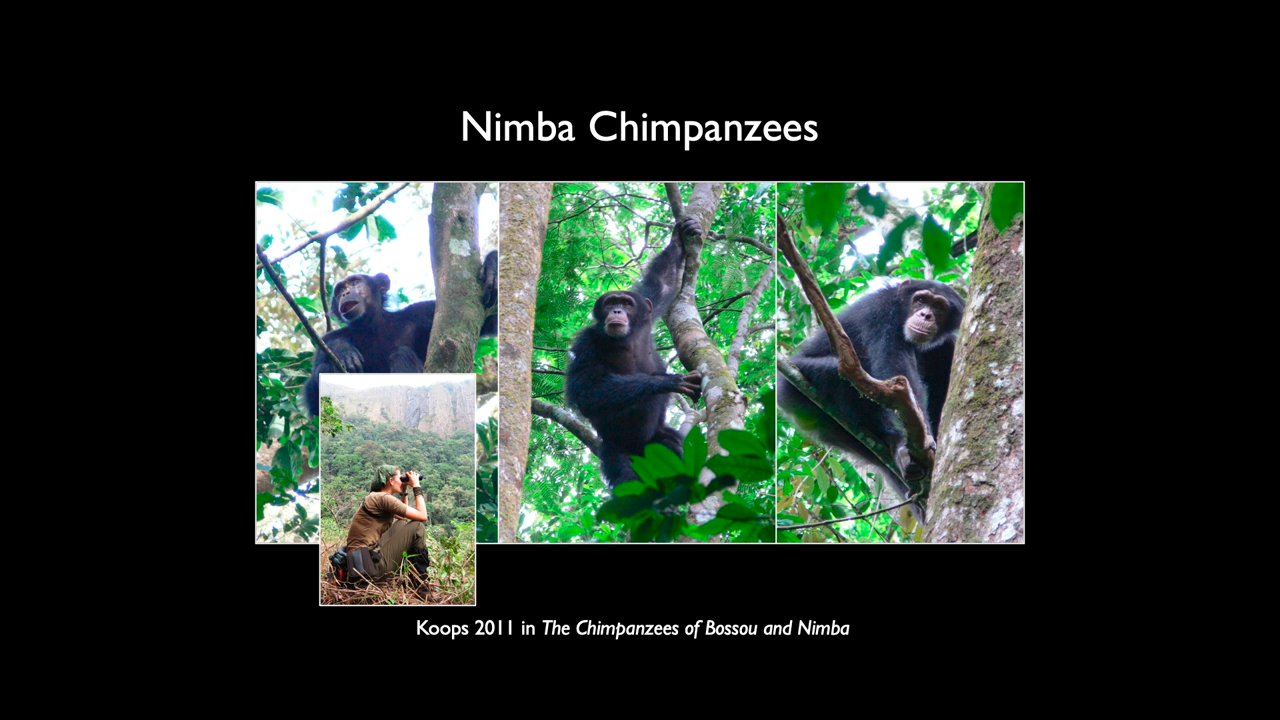 Nimba Chimpanzees
Koops 2011 in The Chimpanzees of Bossou and Nimba